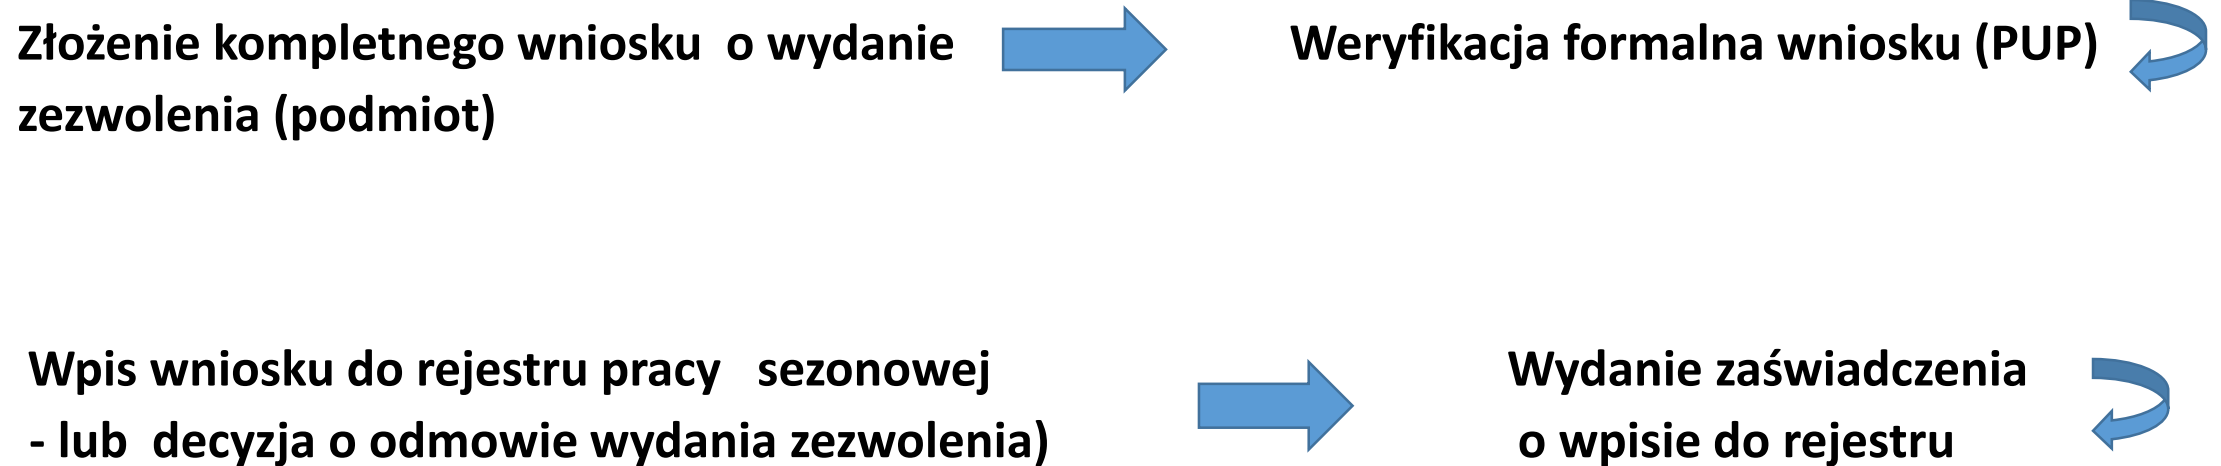 Złożenie kompletnego wniosku o wydanie
zezwolenia (podmiot)
Weryfikacja formalna wniosku (PUP)
Wpis wniosku do rejestru pracy sezonowej
- lub decyzja o odmowie wydania zezwolenia)
Wydanie zaświadczenia
o wpisie do rejestru